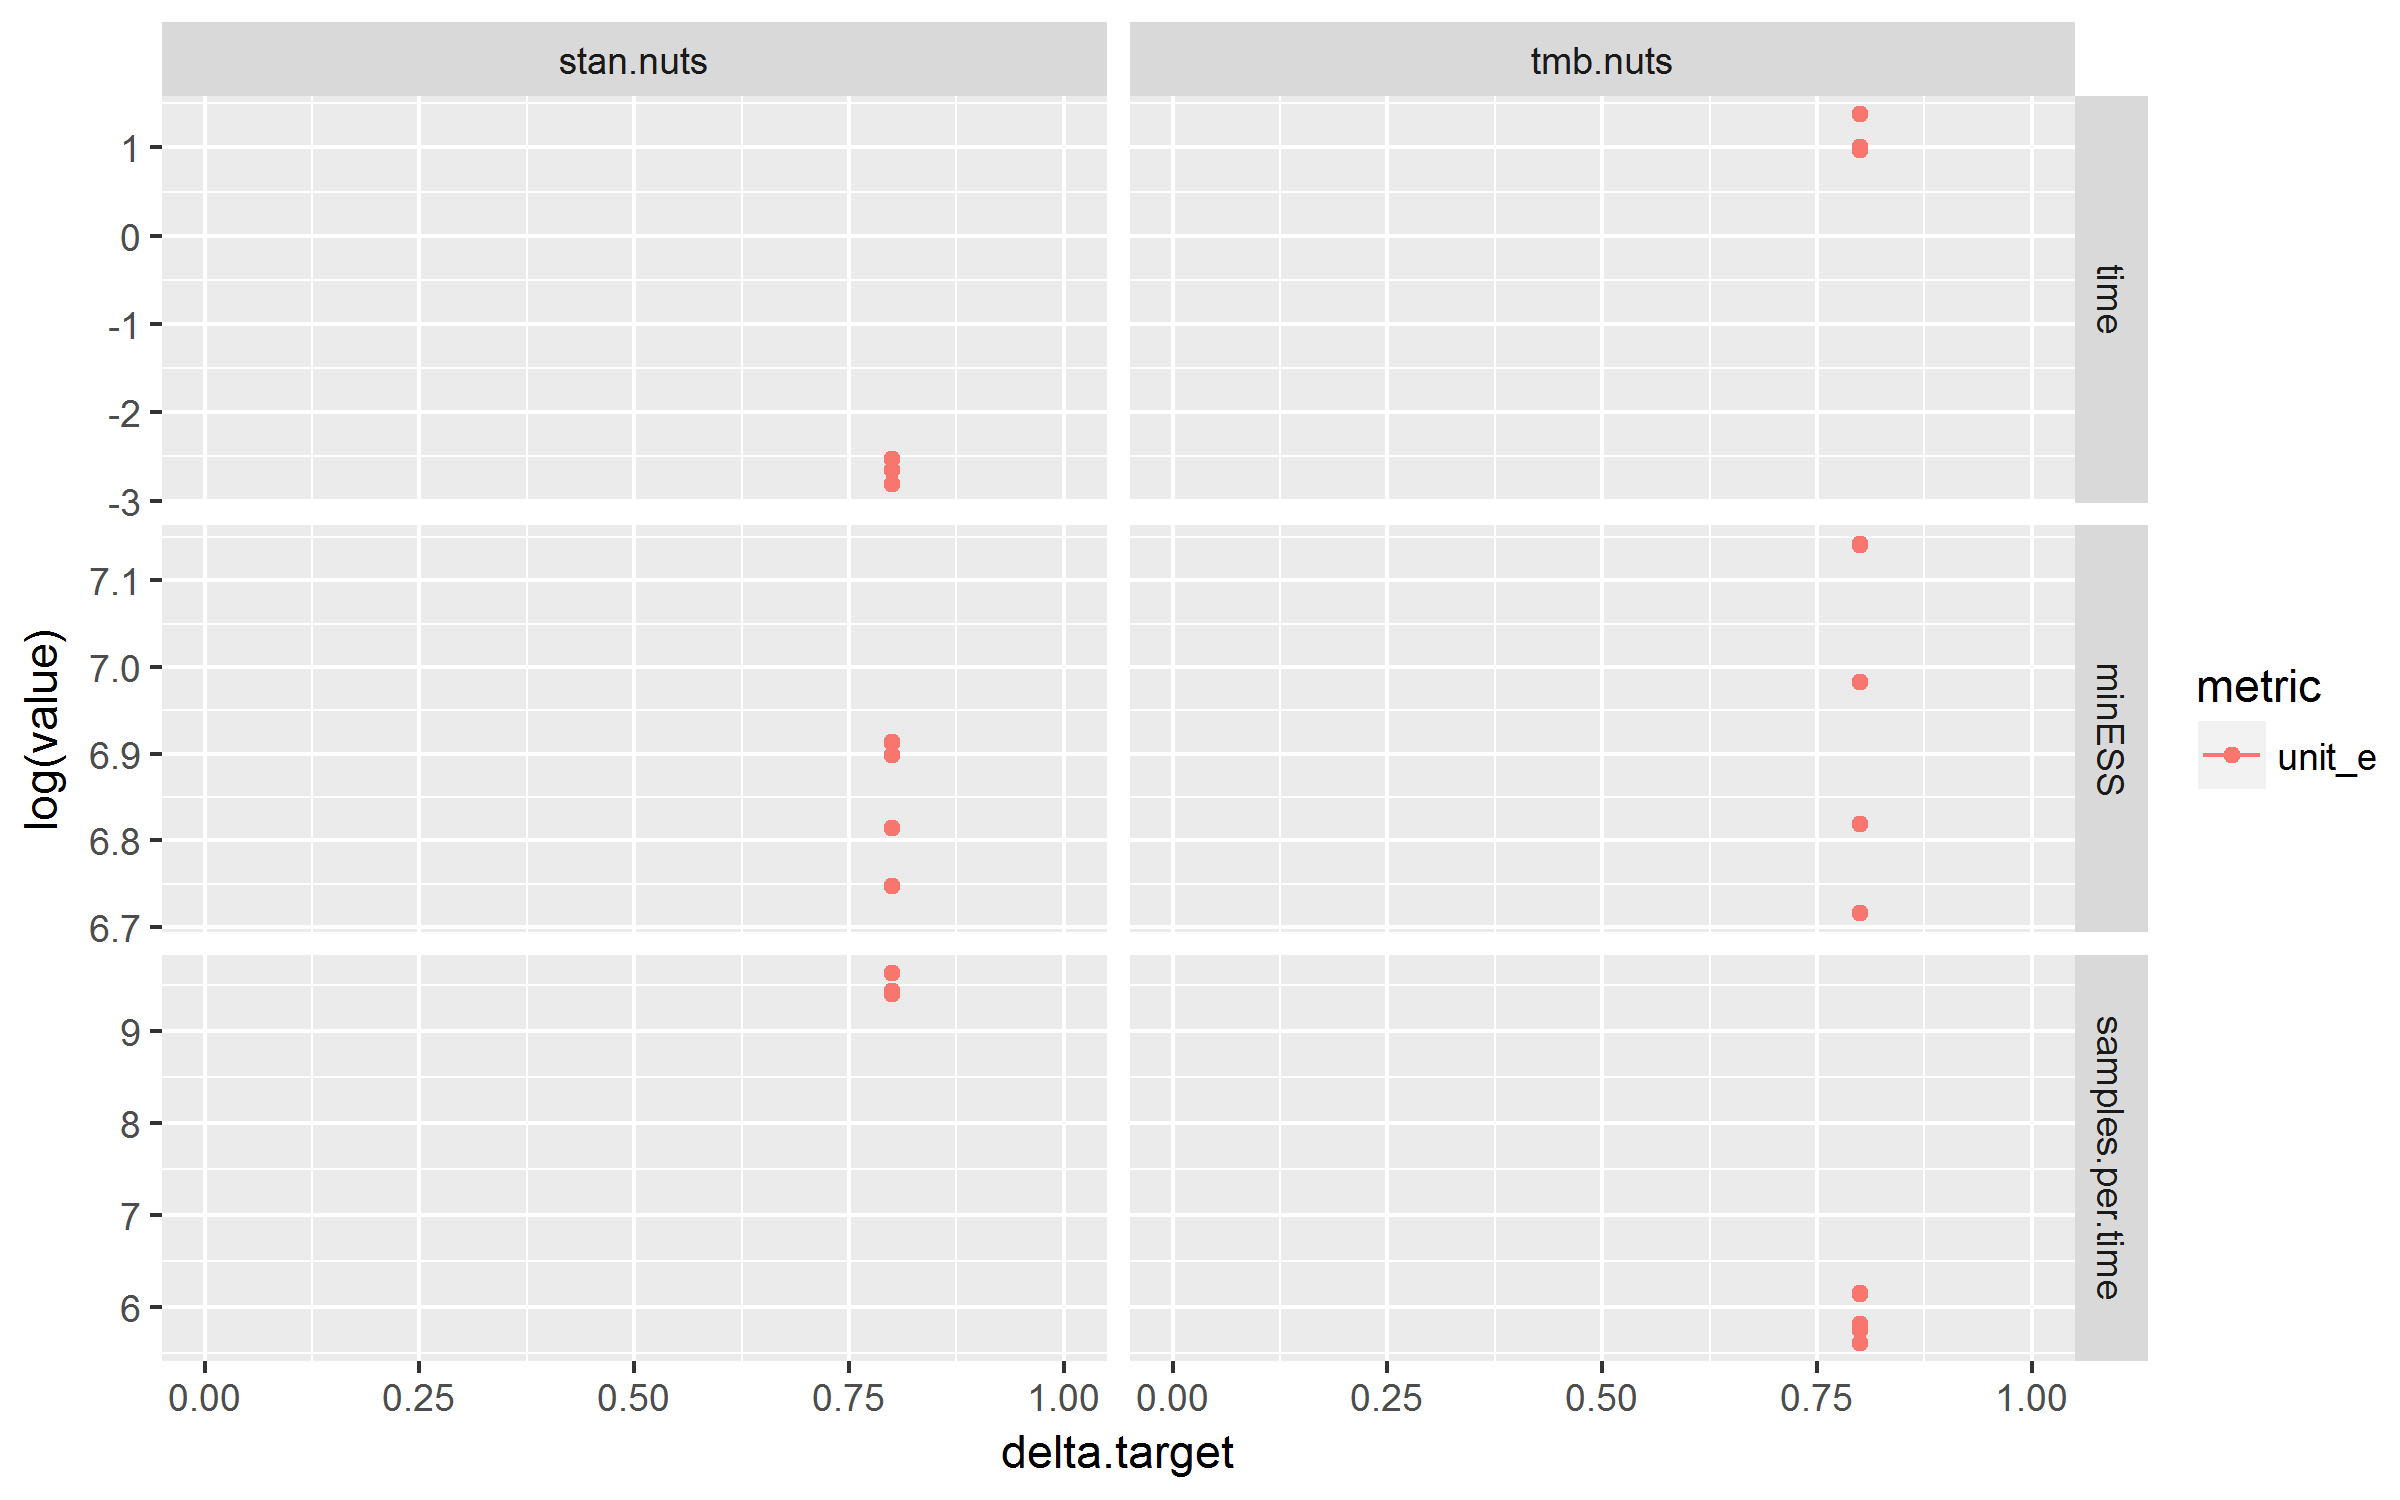 stan.nuts
tmb.nuts
1
0
-1
-2
-3
time
7.1
7.0
6.9
6.8
6.7
minESS
9
8
7
6
samples.per.time
0.00 0.25 0.50 0.75 1.00
0.00 0.25 0.50 0.75 1.00
delta.target
log(value)
metric
unit_e